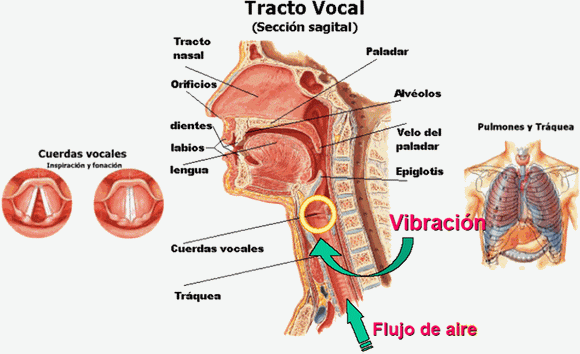 Tracto Vocal
(Sección sagital)
Tracto
nasal
Orificios
dientes
labios
lengua
Cuerdas vocales
Tráquea
Paladar
Alvéolos
Velo del
paladar
Epiglotis
Cuerdas vocales
Inspiración y fonación
Pulmones y Tráquea
Vibración
Flujo de aire